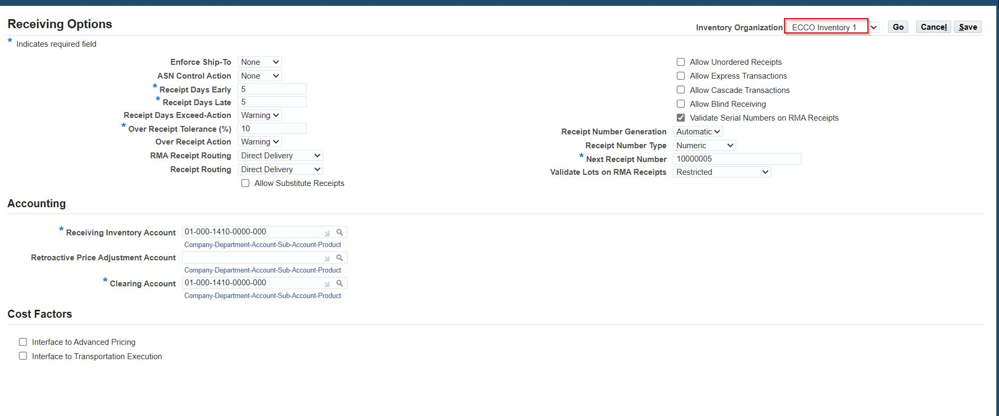 Receiving Options
Inventory Organization ECCO Inventory 1 Go Cancel Save
* Indicates required field
Enforce Ship-To None
ASN Control Action None
* Receipt Days Early 5
* Receipt Days Late 5
Receipt Days Exceed-Action Warning
* Over Receipt Tolerance (%) 10
Over Receipt Action Warning
RMA Receipt Routing Direct Delivery
Receipt Routing Direct Delivery
Allow Substitute Receipts
Allow Unordered Receipts
Allow Express Transactions
Allow Cascade Transactions
Allow Blind Receiving
Validate Serial Numbers on RMA Receipts
Receipt Number Generation Automatic
Receipt Number Type Numeric
* Next Receipt Number 10000005
Validate Lots on RMA Receipts Restricted
Accounting
* Receiving Inventory Account 01-000-1410-0000-000
Company-Department-Account-Sub-Account-Product
Retroactive Price Adjustment Account
Company-Department-Account-Sub-Account-Product
* Clearing Account 01-000-1410-0000-000
Company-Department-Account-Sub-Account-Product
Cost Factors
Interface to Advanced Pricing
Interface to Transportation Execution